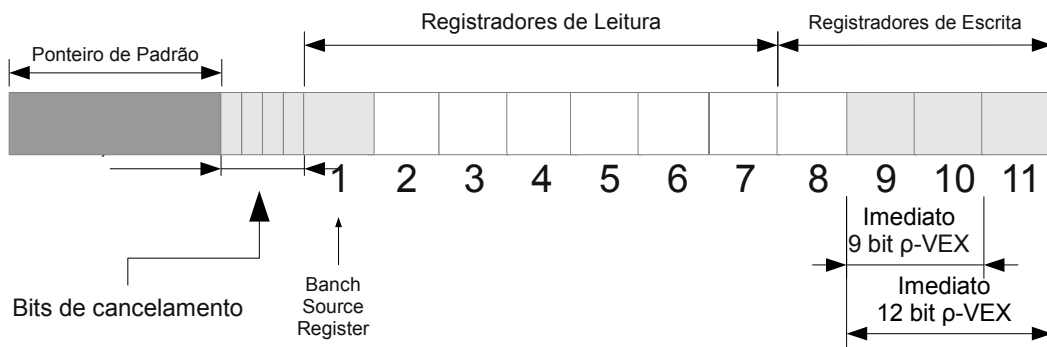 Registradores de Leitura
Registradores de Escrita
Ponteiro de Padrão
1 2 3 4 5 6 7 8 9 10 11
Imediato
9 bit ρ-VEX
Bits de cancelamento
Banch
Source
Register
Imediato
12 bit ρ-VEX